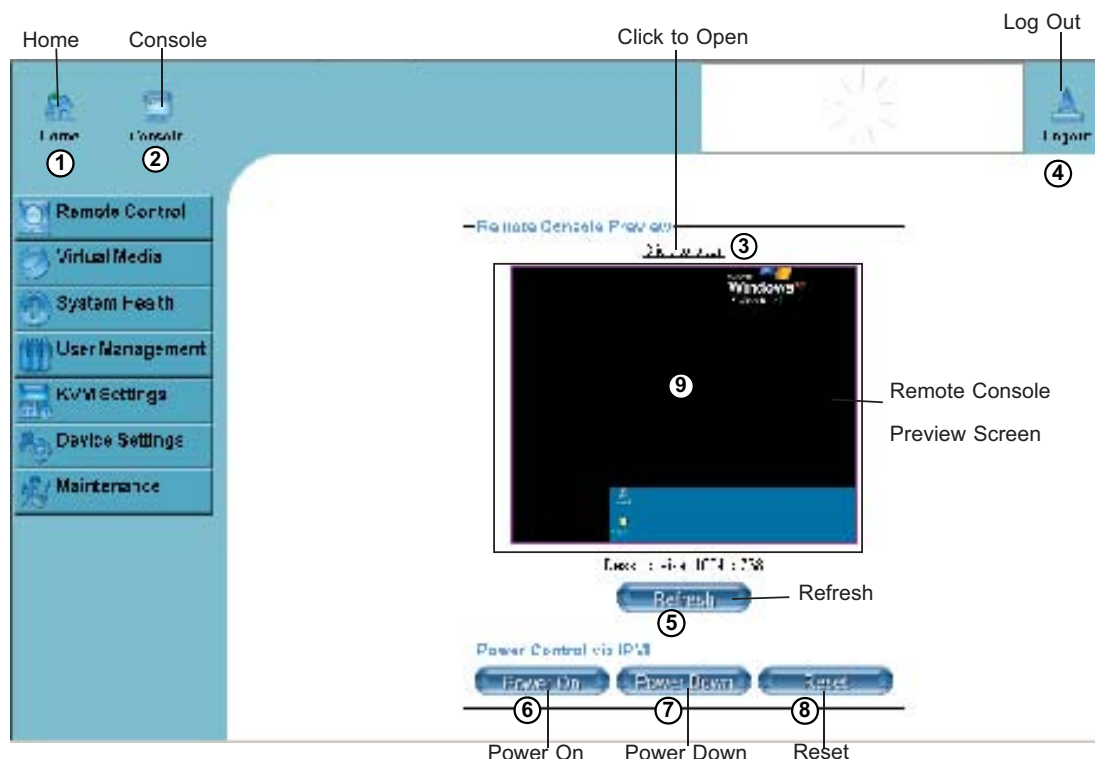 Home
Console
Click to Open
Log Out
Home
Console
Logout
1
2
4
Remote Control
Virtual Media
System Health
User Management
KVM Settings
Device Settings
Maintenance
Remote Console Preview
3
Windows
9
Remote Console
Preview Screen
Refresh
Refresh
5
Power Control via IPMI
Power On
Power Down
Reset
6
7
8
Power On
Power Down
Reset